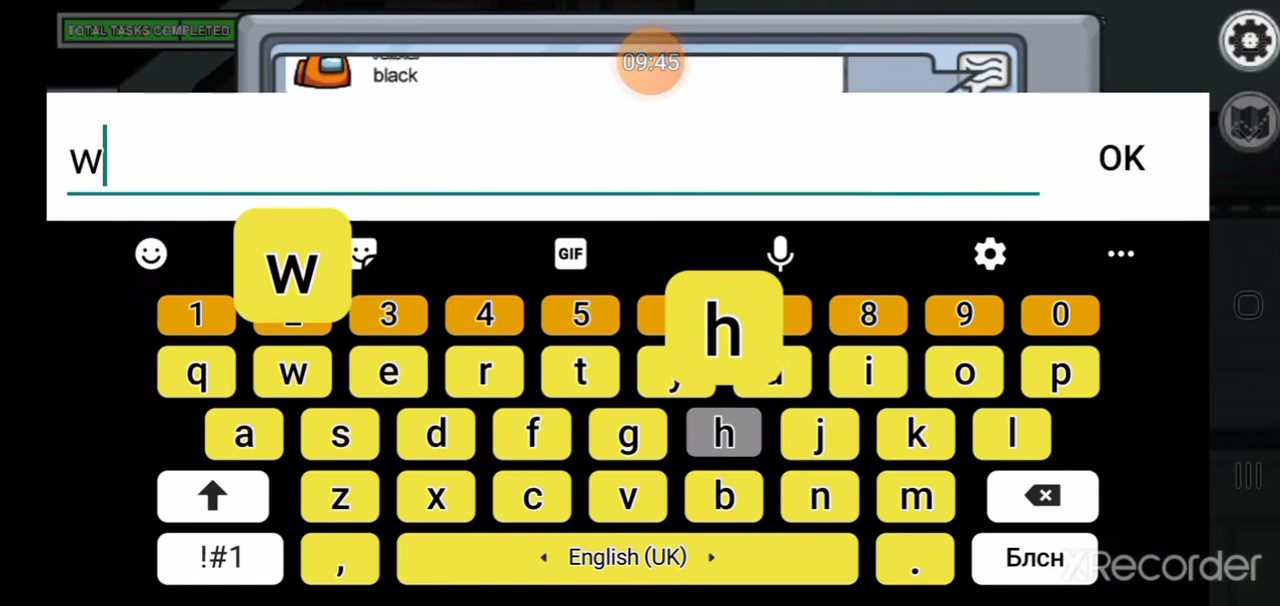 TOTAL TASKS COMPLETED
black
09:45
w
OK
w
GIF
h
1 3 4 5 8 9 0
q w e r t i o p
a s d f g h j k l
z x c v b n m
!#1 , English (UK) . Блсн
XRecorder